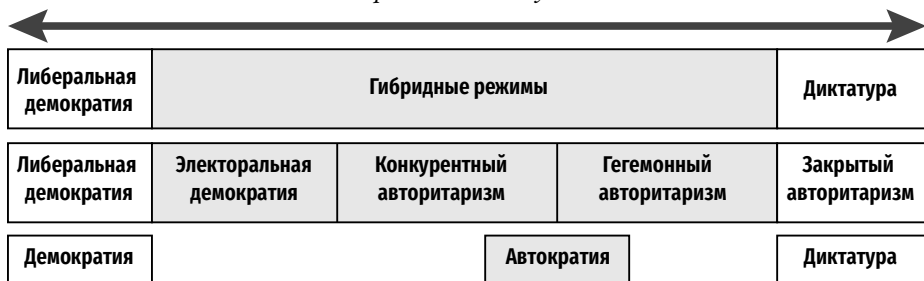 Либеральная
демократия
Гибридные режимы
Диктатура
Либеральная
демократия
Электоральная
демократия
Конкурентный
авторитаризм
Гегемонный
авторитаризм
Закрытый
авторитаризм
Демократия
Автократия
Диктатура